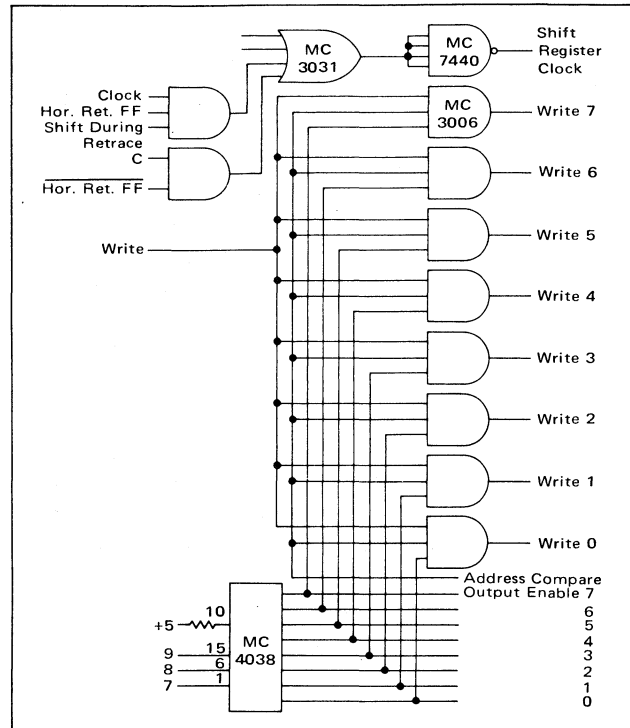 MC
3031
MC
7440
Shift
Register
Clock
Clock
Hor. Ret. FF
Shift During
Retrace
C
Hor. Ret. FF
MC
3006
Write 7
Write 6
Write
Write 5
Write 4
Write 3
Write 2
Write 1
Write 0
Address Compare
Output Enable 7
6
5
4
3
2
1
0
+5
10
MC
4038
9
15
8
6
7
1